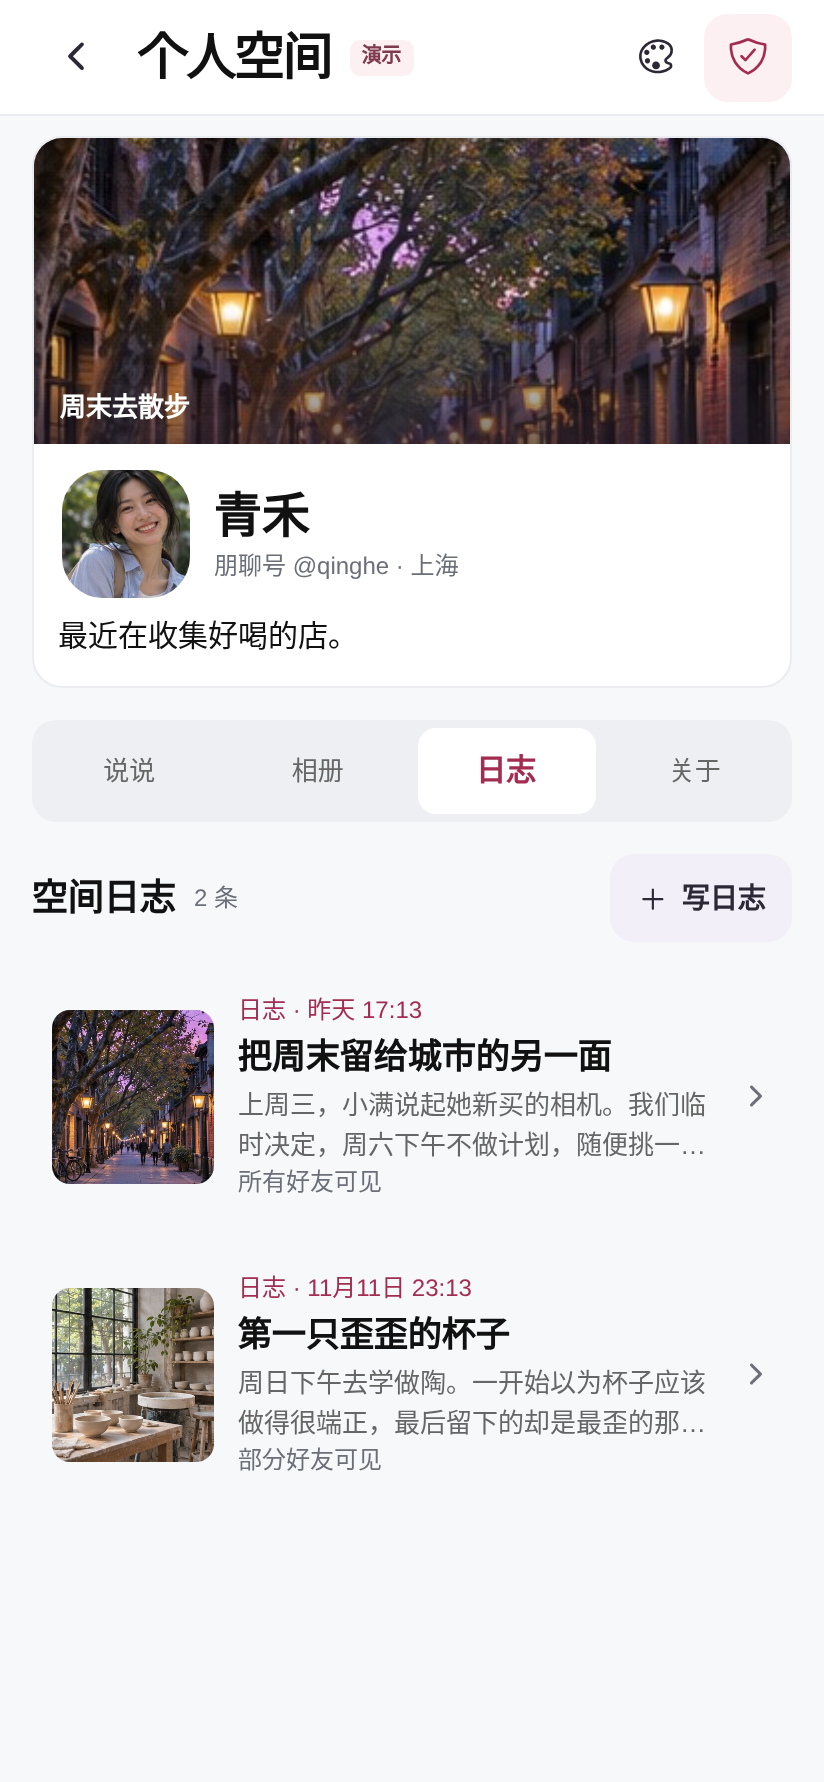 个人空间 演示
周末去散步
青禾
朋聊号 @qinghe · 上海
最近在收集好喝的店。
说说 相册 日志 关于
空间日志 2 条 + 写日志
日志 · 昨天 17:13
把周末留给城市的另一面
上周三，小满说起她新买的相机。我们临
时决定，周六下午不做计划，随便挑一...
所有好友可见
日志 · 11月11日 23:13
第一只歪歪的杯子
周日下午去学做陶。一开始以为杯子应该
做得很端正，最后留下的却是最歪的那...
部分好友可见